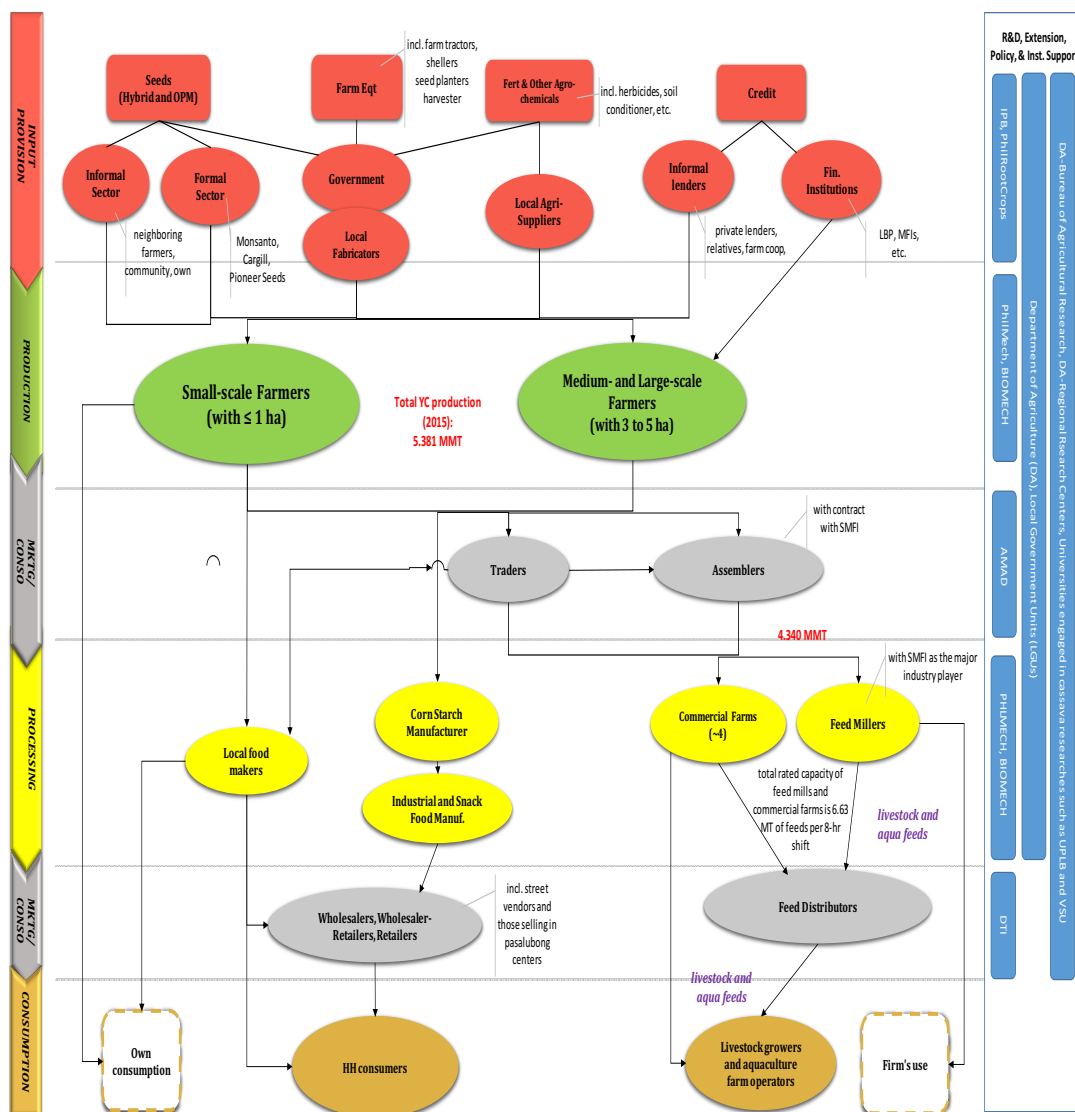 R&D, Extension,
Policy, & Inst. Suppor
INPUT
PROVISION
Seeds
(Hybrid and OPM)
Farm Eqt
incl. farm tractors,
shellers
seed planters
harvester
Fert & Other Agro-
chemicals
incl. herbicides, soil
conditioner, etc.
Credit
Informal
Sector
Formal
Sector
Government
Local
Fabricators
Local Agri-
Suppliers
Informal
lenders
Fin.
Institutions
neighboring
farmers,
community, own
Monsanto,
Cargill,
Pioneer Seeds
private lenders,
relatives, farm coop,
LBP, MFIs,
etc.
IPB, PhilRootCrops
PRODUCTION
Small-scale Farmers
(with ≤ 1 ha)
Total YC production
(2015):
5.381 MMT
Medium- and Large-scale
Farmers
(with 3 to 5 ha)
PhilMech, BIOMECH
Department of Agriculture (DA), Local Government Units (LGUs)
DA-Bureau of Agricultural Research, DA-Regional Rsearch Centers, Universities engaged in cassava researches such as UPLB and VSU
MKTG/
CONSO
with contract
with SMFI
Traders
Assemblers
AMAD
4.340 MMT
PROCESSING
with SMFI as the major
industry player
Corn Starch
Manufacturer
Commercial Farms
(~4)
Feed Millers
Local food
makers
Industrial and Snack
Food Manuf.
total rated capacity of
feed mills and
commercial farms is 6.63
MT of feeds per 8-hr
shift
livestock and
aqua feeds
PHLMECH, BIOMECH
MKTG/
CONSO
Wholesalers, Wholesaler-
Retailers, Retailers
incl. street
vendors and
those selling in
pasalubong
centers
Feed Distributors
DTI
CONSUMPTION
livestock and
aqua feeds
Own
consumption
HH consumers
Livestock growers
and aquaculture
farm operators
Firm's use